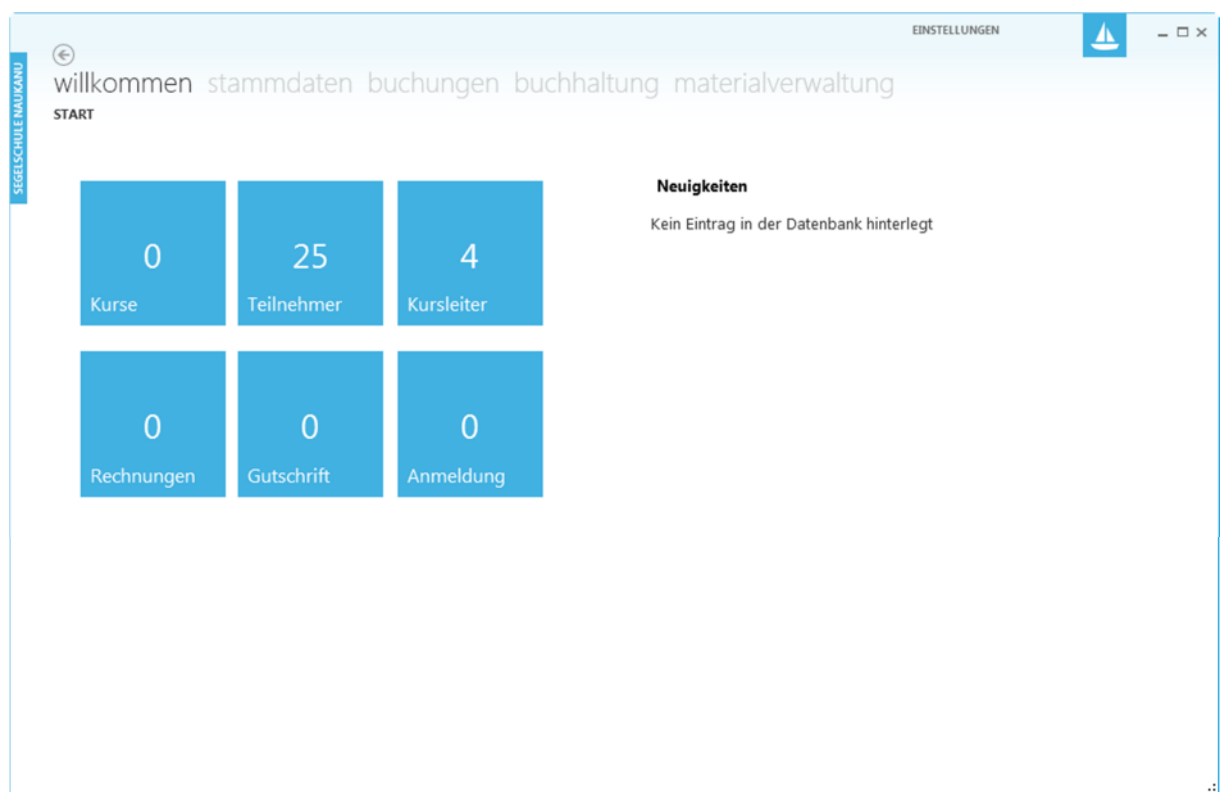 EINSTELLUNGEN
SEGELSCHULE NAUKANU
willkommen stammdaten buchungen buchhaltung materialverwaltung
START
Neuigkeiten
Kein Eintrag in der Datenbank hinterlegt
0 25 4
Kurse Teilnehmer Kursleiter
0 0 0
Rechnungen Gutschrift Anmeldung